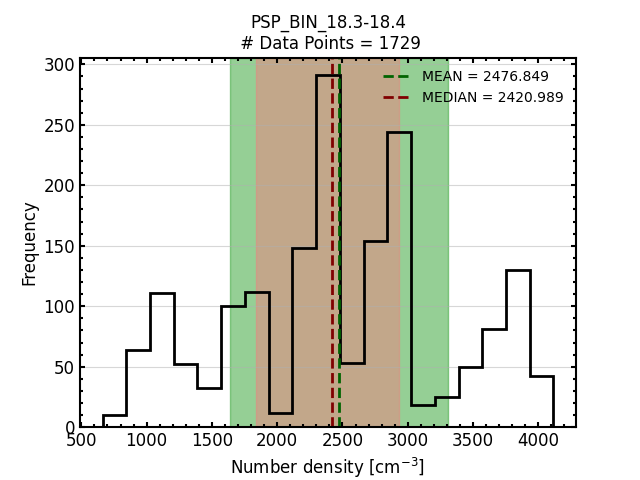 PSP_BIN_18.3-18.4
# Data Points = 1729
MEAN = 2476.849
MEDIAN = 2420.989
Frequency
300
250
200
150
100
50
0
500 1000 1500 2000 2500 3000 3500 4000
Number density [cm⁻³]